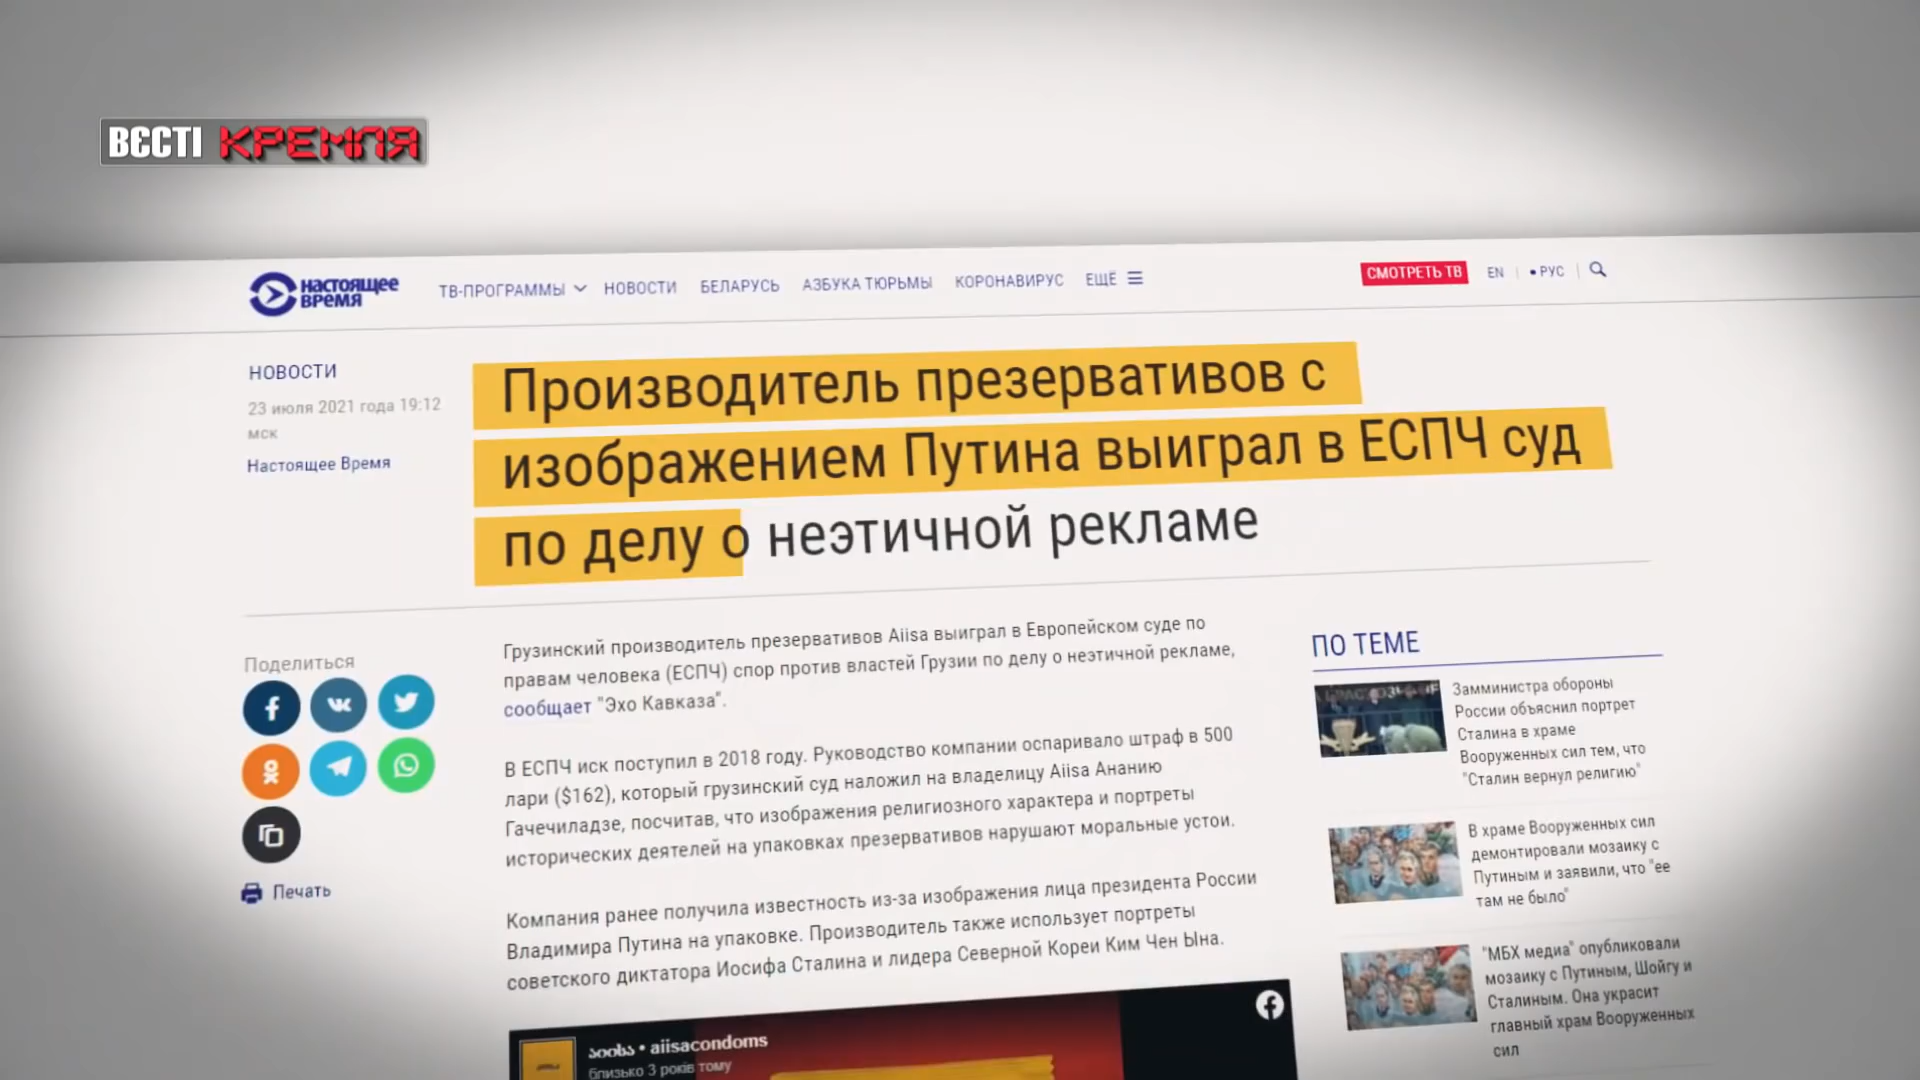 ВЄСТІ КРЕМЛЯ
настоящее
время
ТВ-ПРОГРАММЫ НОВОСТИ БЕЛАРУСЬ АЗБУКА ТЮРЬМЫ КОРОНАВИРУС ЕЩЁ
СМОТРЕТЬ ТВ EN РУС
НОВОСТИ
23 июля 2021 года 19:12
мск
Настоящее Время
Производитель презервативов с
изображением Путина выиграл в ЕСПЧ суд
по делу о неэтичной рекламе
Поделиться
Печать
Грузинский производитель презервативов Aiisa выиграл в Европейском суде по
правам человека (ЕСПЧ) спор против властей Грузии по делу о неэтичной рекламе,
сообщает "Эхо Кавказа".
В ЕСПЧ иск поступил в 2018 году. Руководство компании оспаривало штраф в 500
лари ($162), который грузинский суд наложил на владелицу Aiisa Ананию
Гачечиладзе, посчитав, что изображения религиозного характера и портреты
исторических деятелей на упаковках презервативов нарушают моральные устои.
Компания ранее получила известность из-за изображения лица президента России
Владимира Путина на упаковке. Производитель также использует портреты
советского диктатора Иосифа Сталина и лидера Северной Кореи Ким Чен Ына.
აიისა • aiisacondoms
близько 3 років тому
ПО ТЕМЕ
Замминистра обороны
России объяснил портрет
Сталина в храме
Вооруженных сил тем, что
"Сталин вернул религию"
В храме Вооруженных сил
демонтировали мозаику с
Путиным и заявили, что "ее
там не было"
"МБХ медиа" опубликовали
мозаику с Путиным, Шойгу и
Сталиным. Она украсит
главный храм Вооруженных
сил